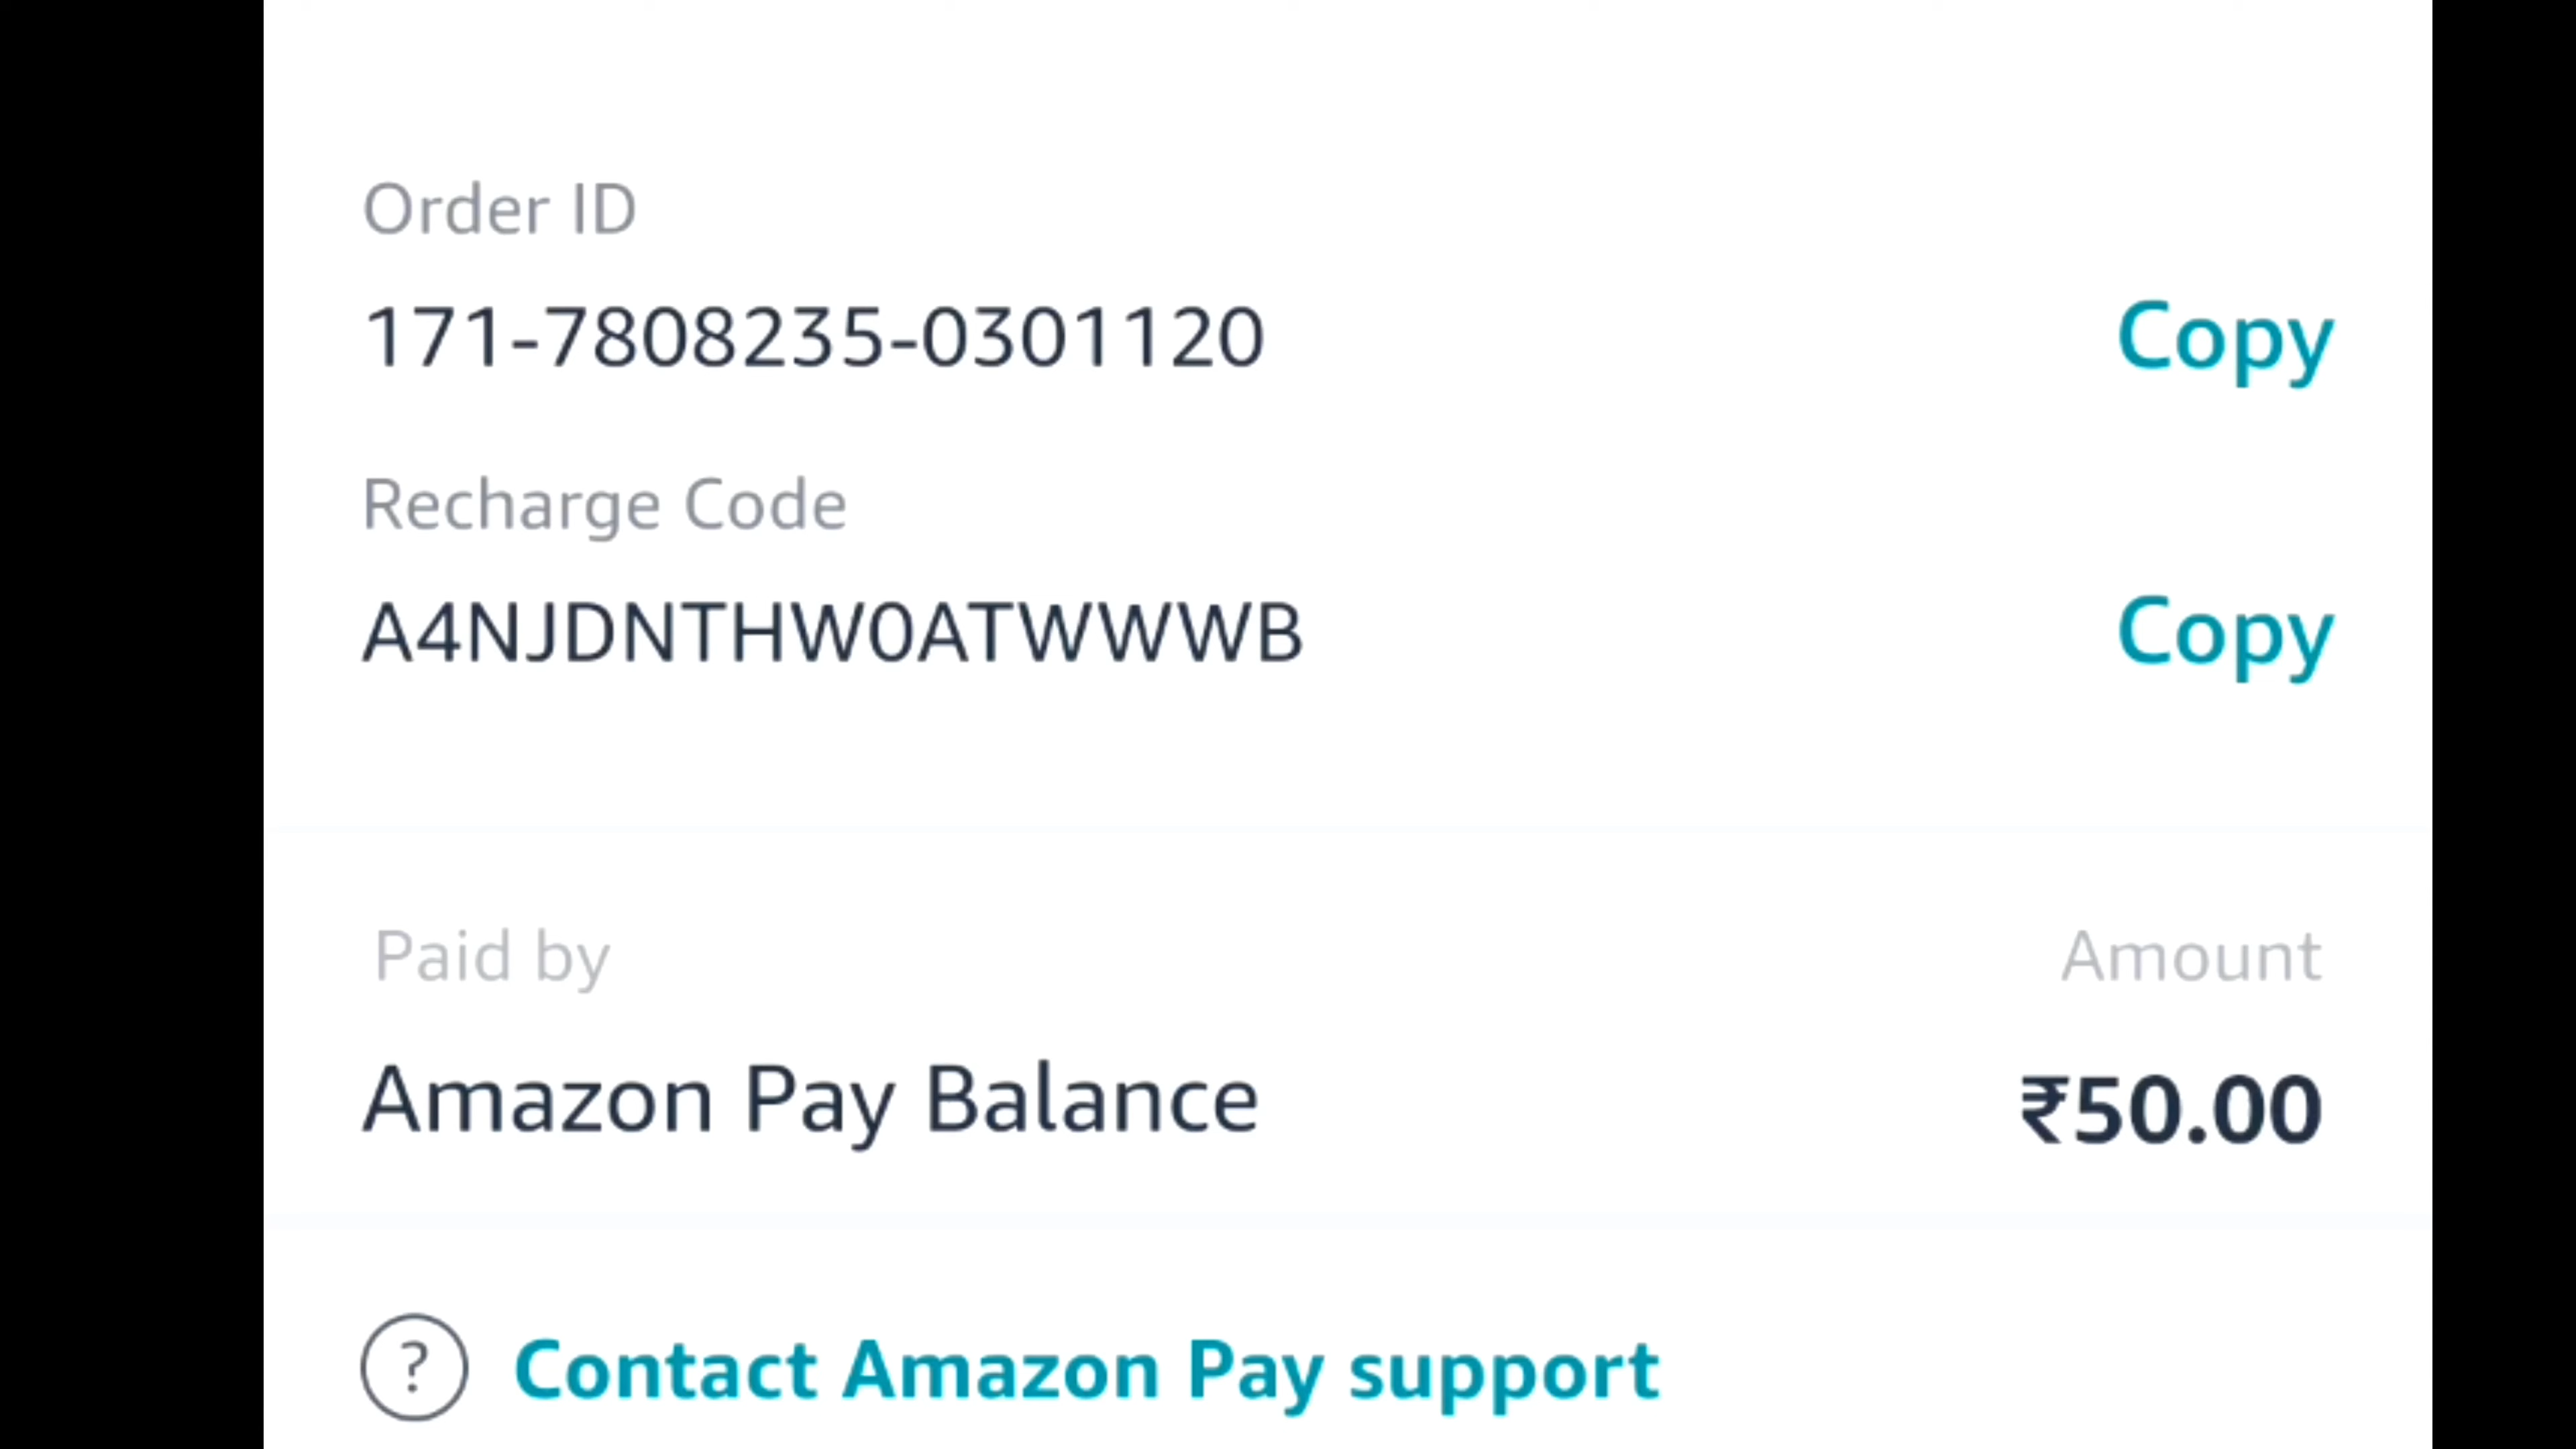 Order ID
171-7808235-0301120 Copy
Recharge Code
A4NJDNTHW0ATWWWB Copy
Paid by Amount
Amazon Pay Balance ₹50.00
? Contact Amazon Pay support